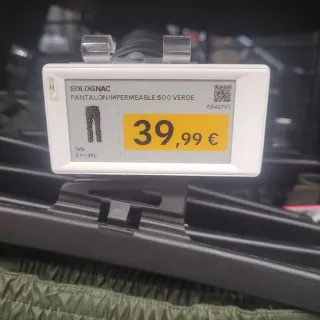 SOLOGNAC
PANTALON IMPERMEABLE 500 VERDE
39,99 €